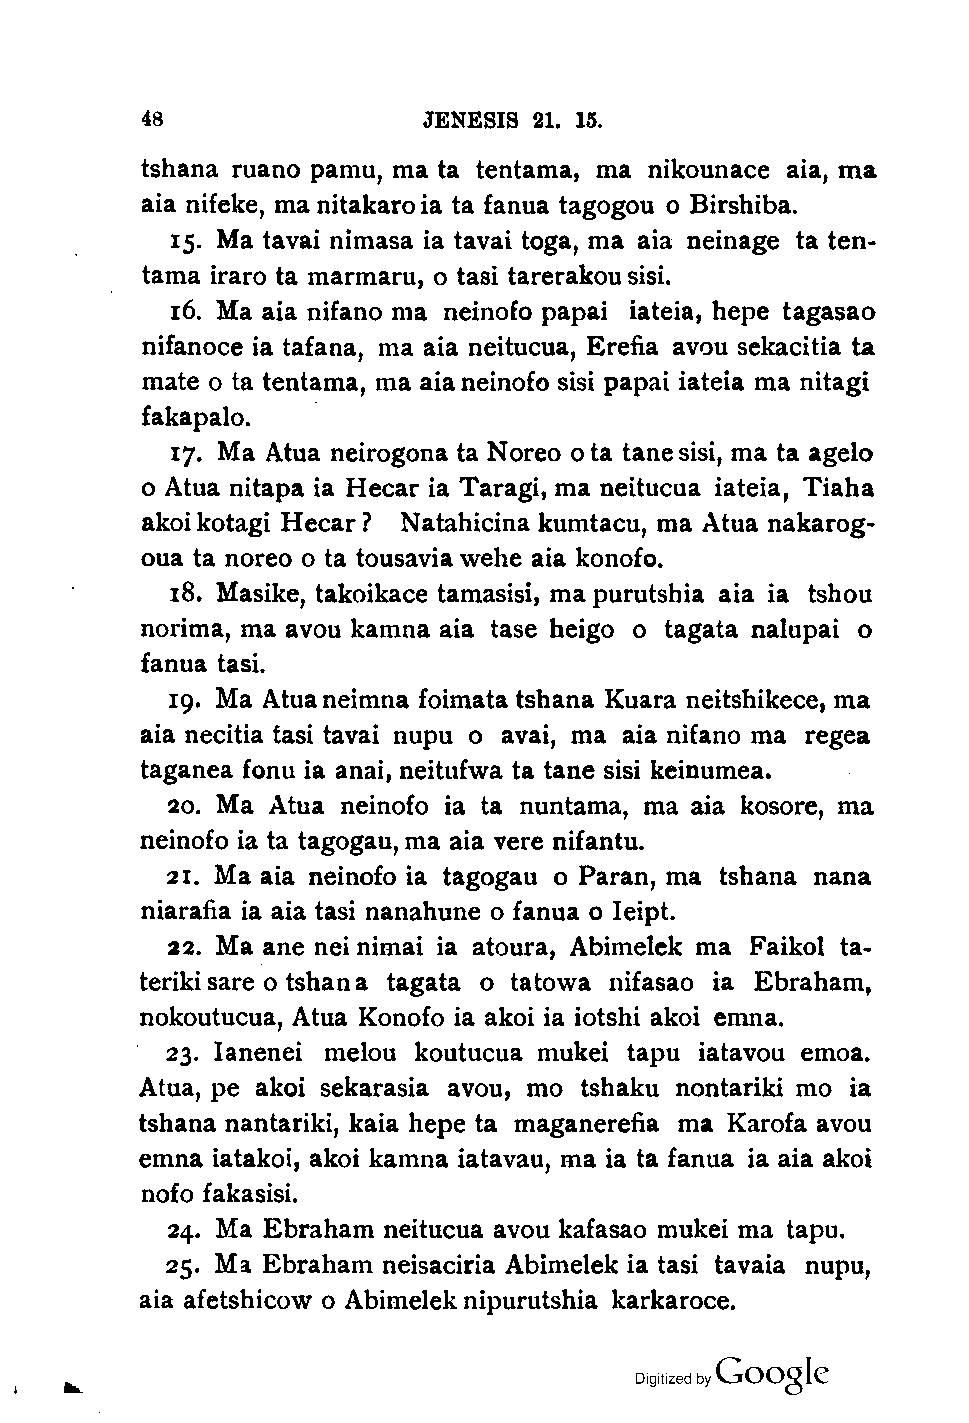 48 JENESIS 21. 15.
tshana ruano pamu, ma ta tentama, ma nikounace aia, ma
aia nifeke, ma nitakaro ia ta fanua tagogou o Birshiba.
15. Ma tavai nimasa ia tavai toga, ma aia neinage ta ten-
tama iraro ta marmaru, o tasi tarerakou sisi.
16. Ma aia nifano ma neinofo papai iateia, hepe tagasao
nifanoce ia tafana, ma aia neitucua, Erefia avou sekacitia ta
mate o ta tentama, ma aia neinofo sisi papai iateia ma nitagi
fakapalo.
17. Ma Atua neirogona ta Noreo o ta tane sisi, ma ta agelo
o Atua nitapa ia Hecar ia Taragi, ma neitucua iateia, Tiaha
akoi kotagi Hecar? Natahicina kumtacu, ma Atua nakarog-
oua ta noreo o ta tousavia wehe aia konofo.
18. Masike, takoikace tamasisi, ma purutshia aia ia tshou
norima, ma avou kamna aia tase heigo o tagata nalupai o
fanua tasi.
19. Ma Atua neimna foimata tshana Kuara neitshikece, ma
aia necitia tasi tavai nupu o avai, ma aia nifano ma regea
taganea fonu ia anai, neitufwa ta tane sisi keinumea.
20. Ma Atua neinofo ia ta nuntama, ma aia kosore, ma
neinofo ia ta tagogau, ma aia vere nifantu.
21. Ma aia neinofo ia tagogau o Paran, ma tshana nana
niarafia ia aia tasi nanahune o fanua o Ieipt.
22. Ma ane nei nimai ia atoura, Abimelek ma Faikol ta-
teriki sare o tshana tagata o tatowa nifasao ia Ebraham,
nokoutucua, Atua Konofo ia akoi ia iotshi akoi emna.
23. Ianenei melou koutucua mukei tapu iatavou emoa.
Atua, pe akoi sekarasia avou, mo tshaku nontariki mo ia
tshana nantariki, kaia hepe ta maganerefia ma Karofa avou
emna iatakoi, akoi kamna iatavau, ma ia ta fanua ia aia akoi
nofo fakasisi.
24. Ma Ebraham neitucua avou kafasao mukei ma tapu.
25. Ma Ebraham neisaciria Abimelek ia tasi tavaia nupu,
aia afetshicow o Abimelek nipurutshia karkaroce.
Digitized by Google